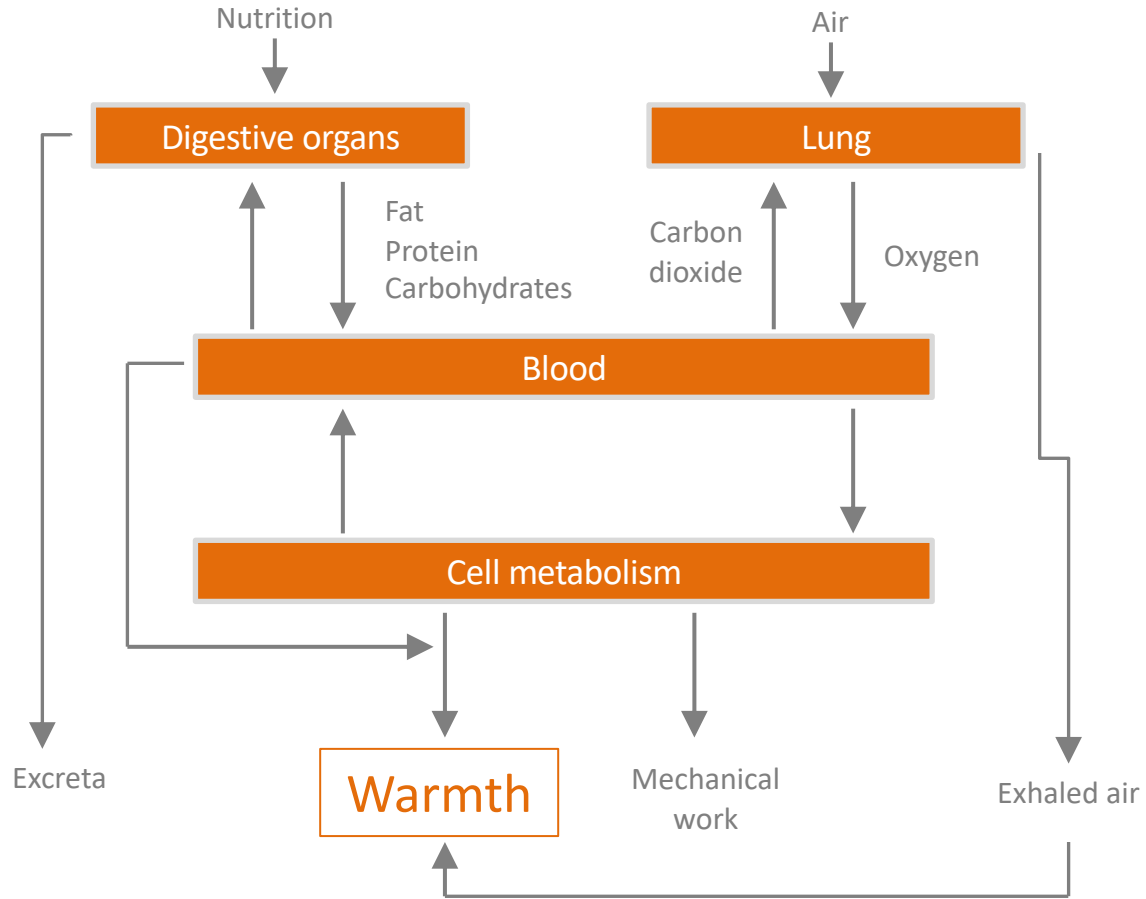 Nutrition
Air
Digestive organs
Lung
Fat
Protein
Carbohydrates
Carbon
dioxide
Oxygen
Blood
Cell metabolism
Excreta
Warmth
Mechanical
work
Exhaled air